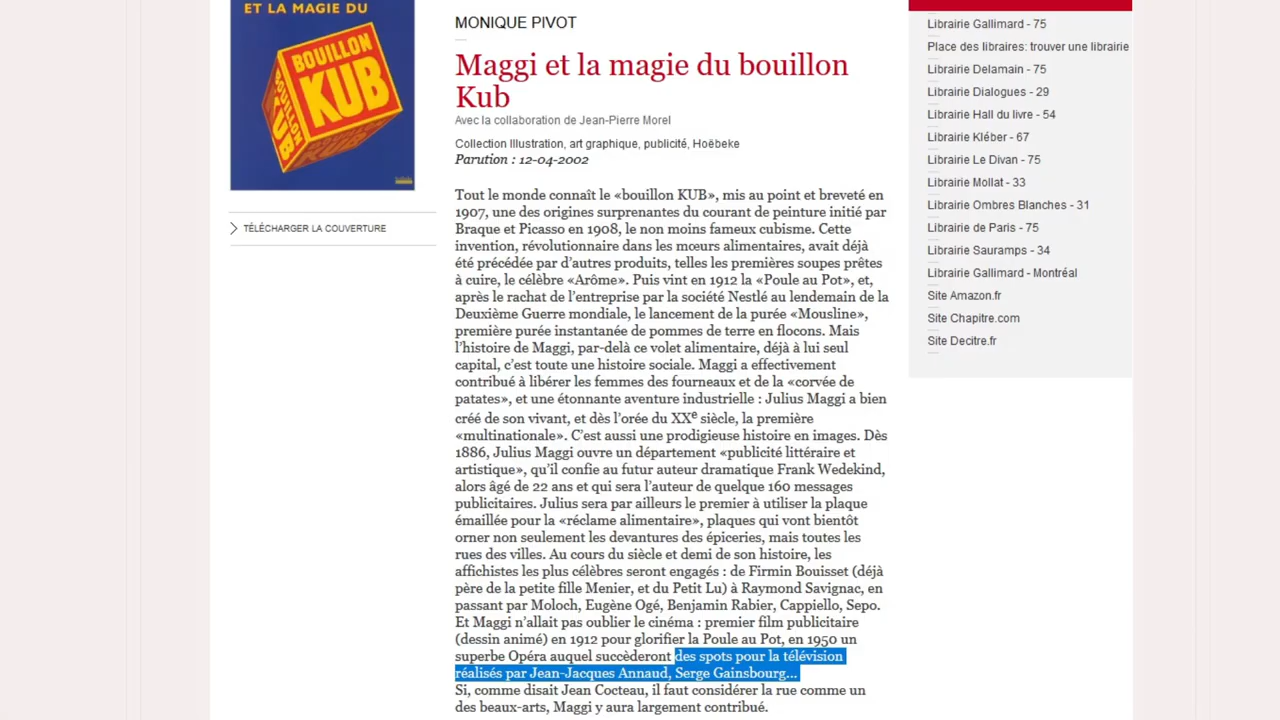 ET LA MAGIE DU
BOUILLON
KUB
BOUILLON
KUB
KUB
TÉLÉCHARGER LA COUVERTURE
MONIQUE PIVOT
Maggi et la magie du bouillon
Kub
Avec la collaboration de Jean-Pierre Morel
Collection Illustration, art graphique, publicité, Hoëbeke
Parution : 12-04-2002
Tout le monde connaît le «bouillon KUB», mis au point et breveté en
1907, une des origines surprenantes du courant de peinture initié par
Braque et Picasso en 1908, le non moins fameux cubisme. Cette
invention, révolutionnaire dans les mœurs alimentaires, avait déjà
été précédée par d'autres produits, telles les premières soupes prêtes
à cuire, le célèbre «Arôme». Puis vint en 1912 la «Poule au Pot», et,
après le rachat de l'entreprise par la société Nestlé au lendemain de la
Deuxième Guerre mondiale, le lancement de la purée «Mousline»,
première purée instantanée de pommes de terre en flocons. Mais
l'histoire de Maggi, par-delà ce volet alimentaire, déjà à lui seul
capital, c'est toute une histoire sociale. Maggi a effectivement
contribué à libérer les femmes des fourneaux et de la «corvée de
patates», et une étonnante aventure industrielle : Julius Maggi a bien
créé de son vivant, et dès l'orée du XXe siècle, la première
«multinationale». C'est aussi une prodigieuse histoire en images. Dès
1886, Julius Maggi ouvre un département «publicité littéraire et
artistique», qu'il confie au futur auteur dramatique Frank Wedekind,
alors âgé de 22 ans et qui sera l'auteur de quelque 160 messages
publicitaires. Julius sera par ailleurs le premier à utiliser la plaque
émaillée pour la «réclame alimentaire», plaques qui vont bientôt
orner non seulement les devantures des épiceries, mais toutes les
rues des villes. Au cours du siècle et demi de son histoire, les
affichistes les plus célèbres seront engagés : de Firmin Bouisset (déjà
père de la petite fille Menier, et du Petit Lu) à Raymond Savignac, en
passant par Moloch, Eugène Ogé, Benjamin Rabier, Cappiello, Sepo.
Et Maggi n'allait pas oublier le cinéma : premier film publicitaire
(dessin animé) en 1912 pour glorifier la Poule au Pot, en 1950 un
superbe Opéra auquel succèderont des spots pour la télévision
réalisés par Jean-Jacques Annaud, Serge Gainsbourg...
Si, comme disait Jean Cocteau, il faut considérer la rue comme un
des beaux-arts, Maggi y aura largement contribué.
Librairie Gallimard - 75
Place des libraires: trouver une librairie
Librairie Delamain - 75
Librairie Dialogues - 29
Librairie Hall du livre - 54
Librairie Kléber - 67
Librairie Le Divan - 75
Librairie Mollat - 33
Librairie Ombres Blanches - 31
Librairie de Paris - 75
Librairie Sauramps - 34
Librairie Gallimard - Montréal
Site Amazon.fr
Site Chapitre.com
Site Decitre.fr